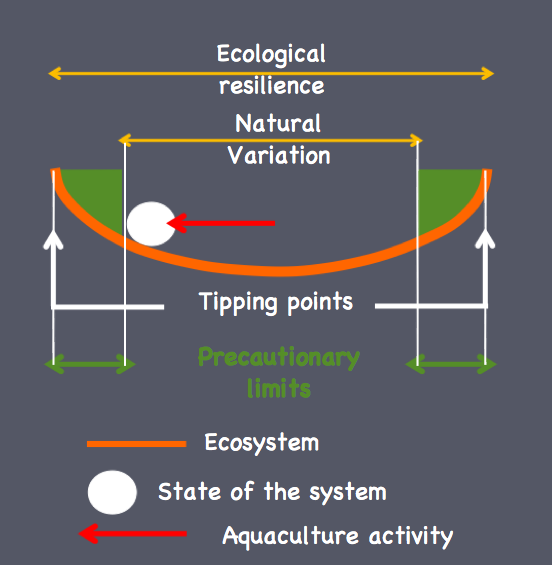 Ecological
resilience
Natural
Variation
Tipping points
Precautionary
limits
Ecosystem
State of the system
Aquaculture activity